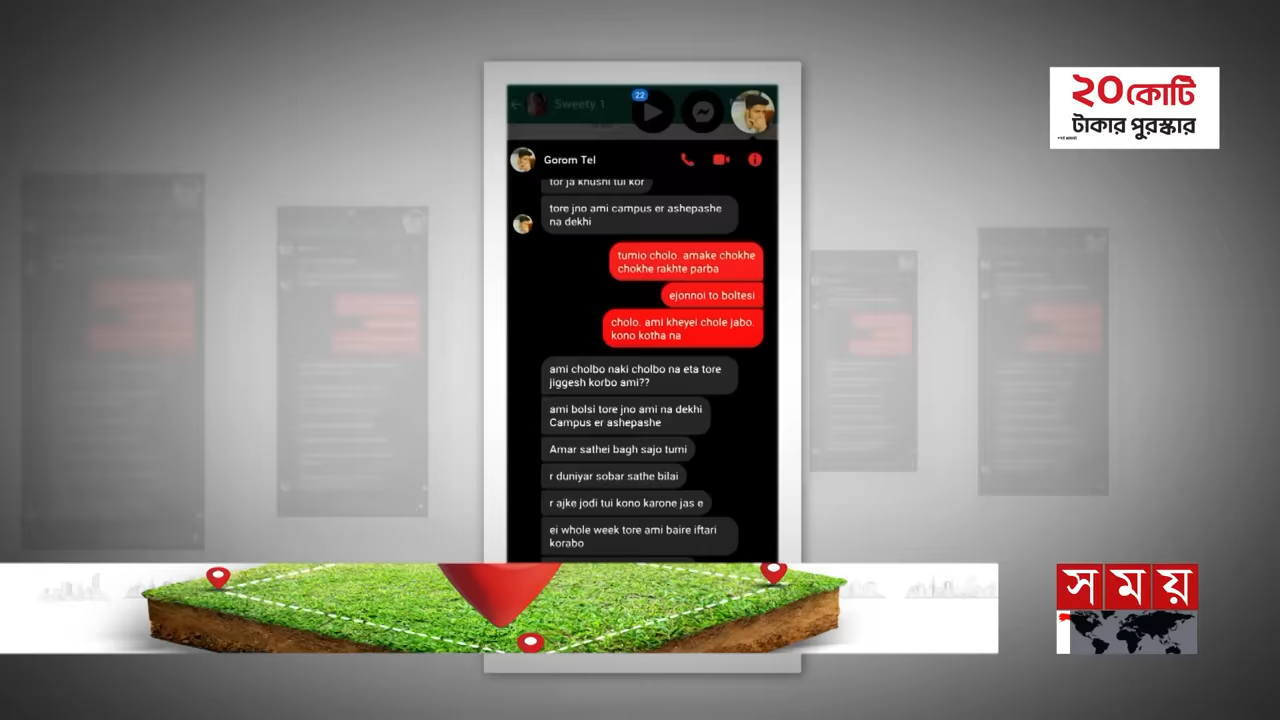 Sweety 1
22
২০ কোটি
টাকার পুরস্কার
Gorom Tel
tor ja khushi tui kor
tore jno ami campus er ashepashe
na dekhi
tumio cholo. amake chokhe
chokhe rakhte parba
ejonnoi to boltesi
cholo. ami kheyei chole jabo.
kono kotha na
ami cholbo naki cholbo na eta tore
jiggesh korbo ami??
ami bolsi tore jno ami na dekhi
Campus er ashepashe
Amar sathei bagh sajo tumi
r duniyar sobar sathe bilai
r ajke jodi tui kono karone jas e
ei whole week tore ami baire iftari
korabo
সময়